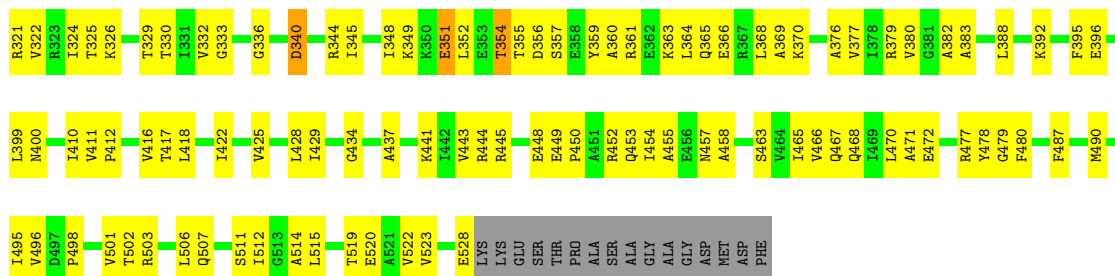 R321 V322 R323 I324 T325 K326 T329 T330 I331 V332 G333 G336 D340 R344 I345 I348 K349 K350 E351 L352 E353 T354 T355 D356 S357 E358 Y359 A360 R361 E362 K363 L364 Q365 E366 R367 L368 A369 K370 A376 V377 I378 R379 V380 G381 A382 A383 L388 K392 F395 E396
L399 N400 I410 V411 P412 V416 T417 L418 I422 V425 L428 I429 G434 A437 K441 I442 V443 R444 R445 E448 E449 P450 A451 R452 Q453 I454 A455 E456 N457 A458 S463 V464 I465 V466 Q467 Q468 I469 L470 A471 E472 R477 Y478 G479 F480 F487 M490
I495 V496 D497 P498 V501 T502 R503 L506 Q507 S511 I512 G513 A514 L515 T519 E520 A521 V522 V523 E528 LYS LYS GLU SER THR PRO ALA SER ALA GLY ALA GLY ASP MET ASP PHE